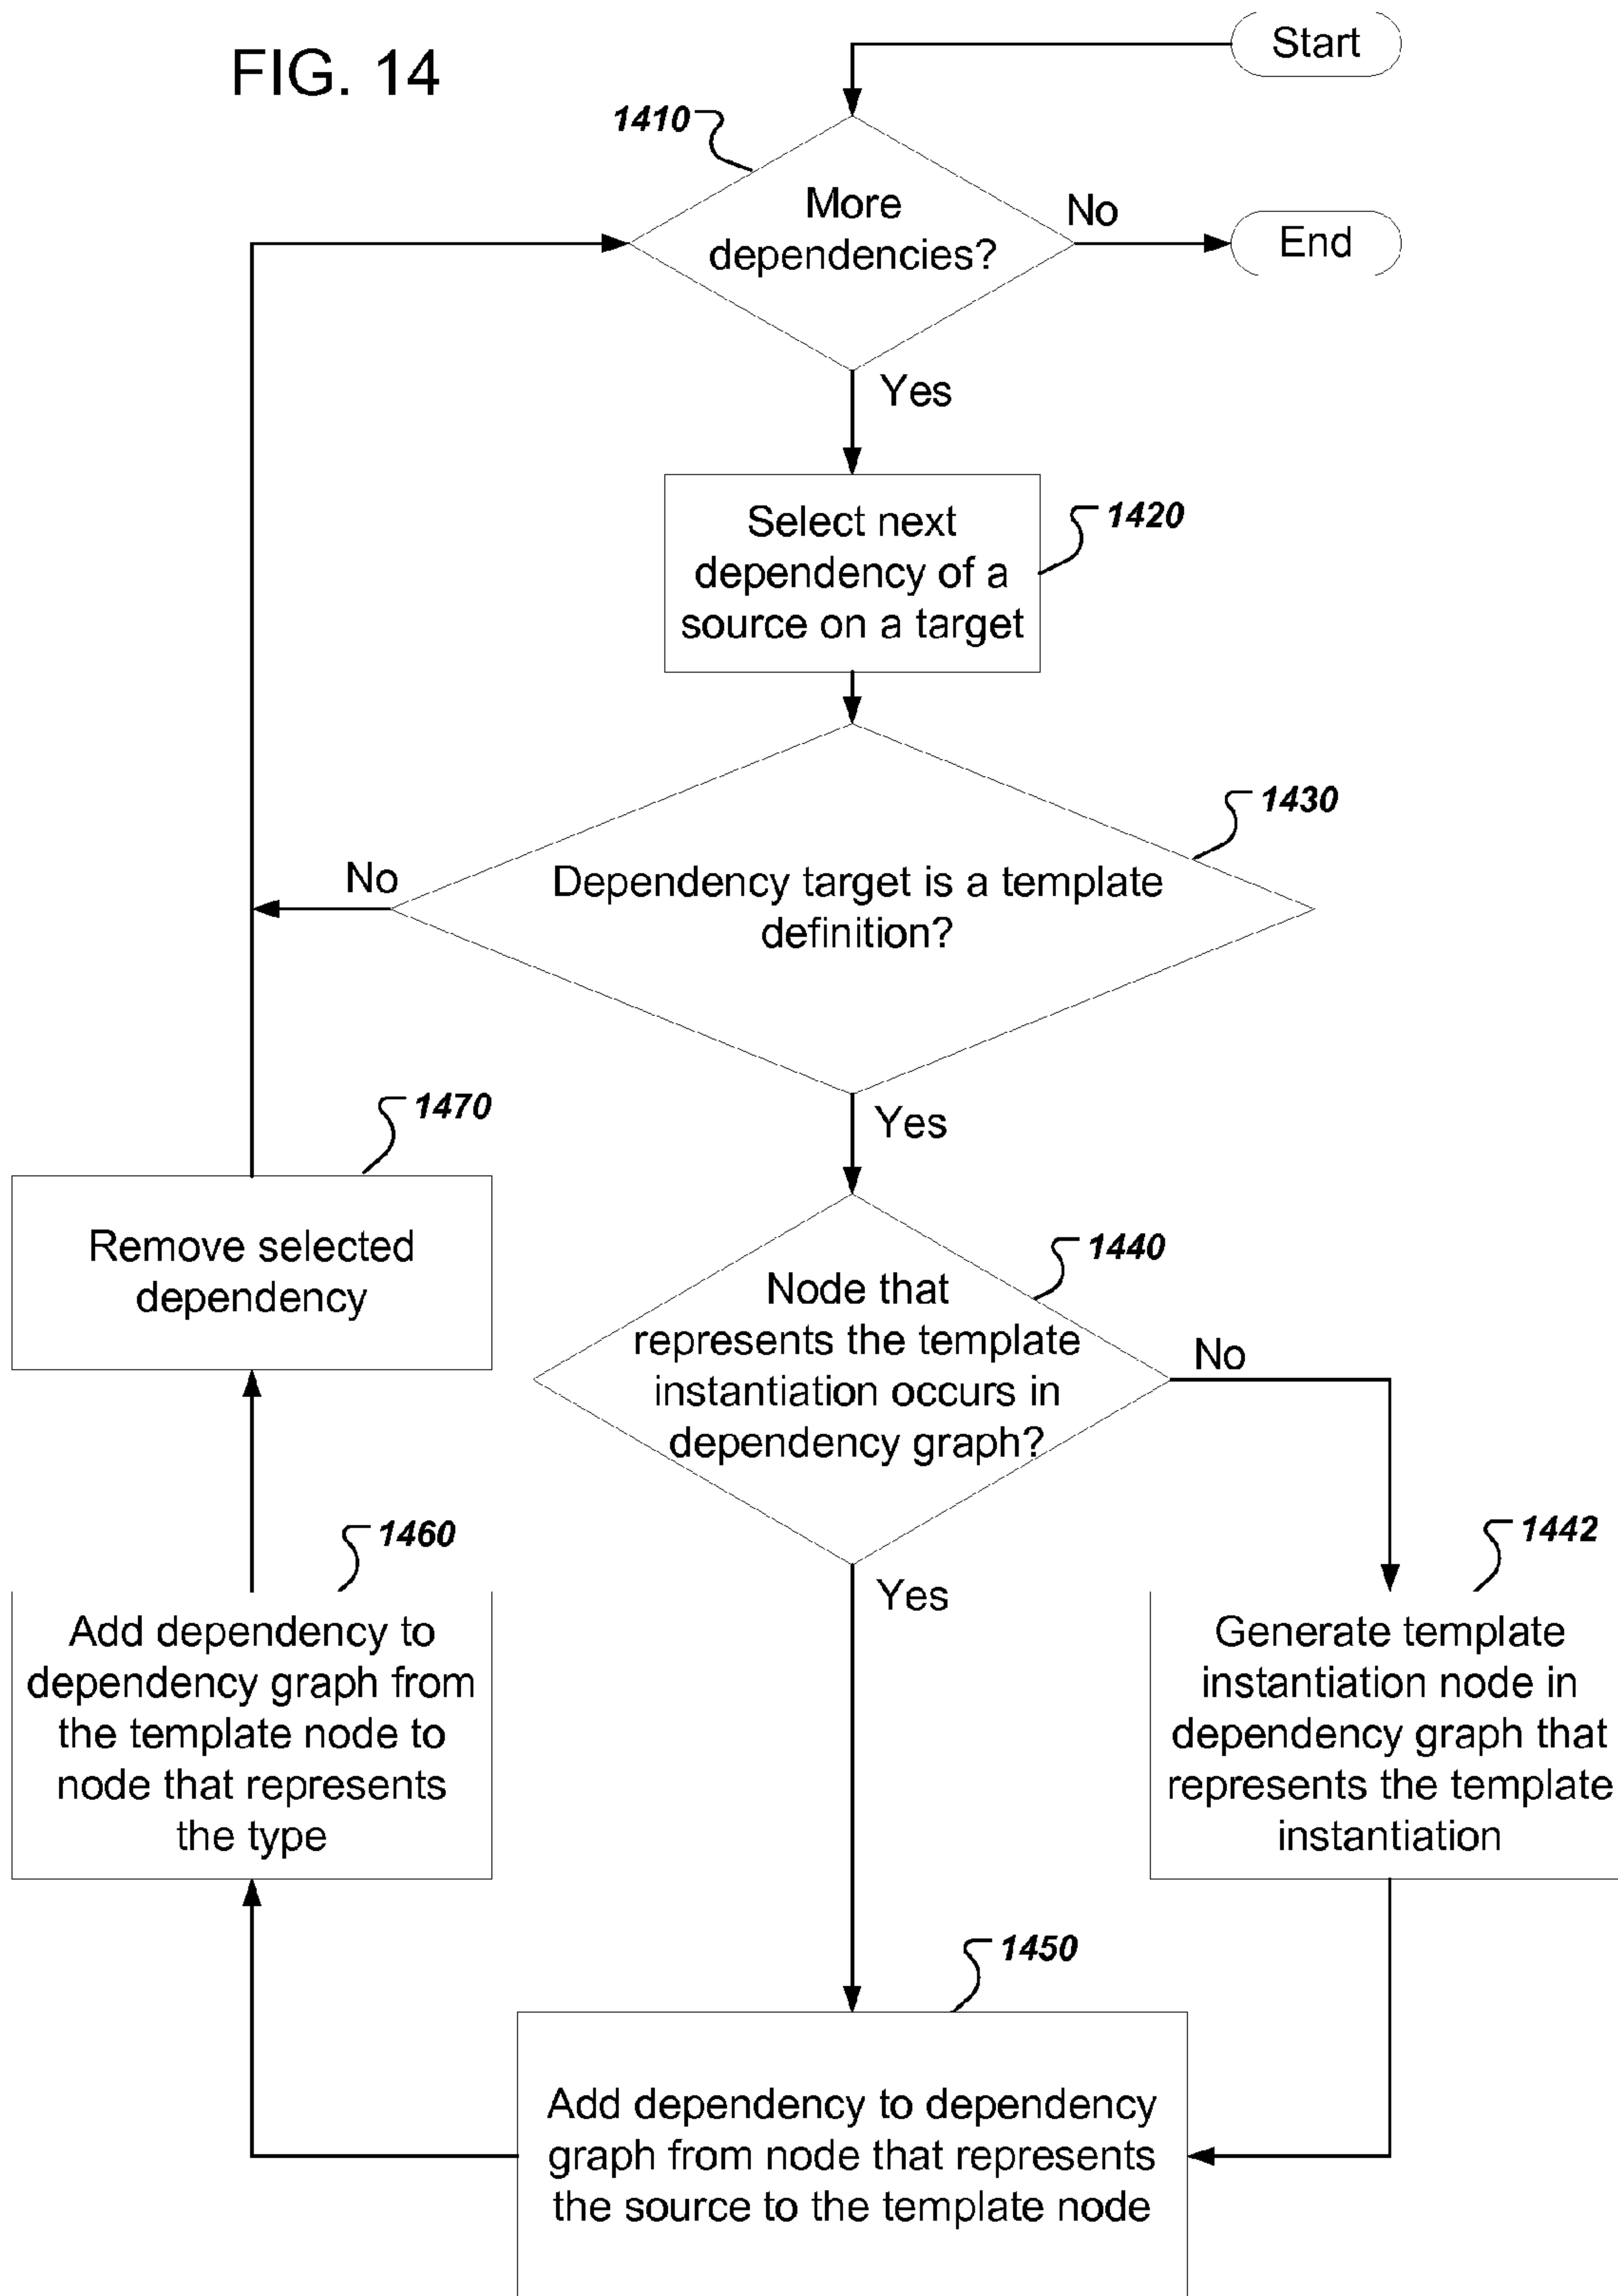 FIG. 14
Start
1410
More
dependencies?
No
End
Yes
Select next
dependency of a
source on a target
1420
1430
Dependency target is a template
definition?
No
Yes
1470
Remove selected
dependency
1440
Node that
represents the template
instantiation occurs in
dependency graph?
No
Yes
1460
Add dependency to
dependency graph from
the template node to
node that represents
the type
1442
Generate template
instantiation node in
dependency graph that
represents the template
instantiation
1450
Add dependency to dependency
graph from node that represents
the source to the template node